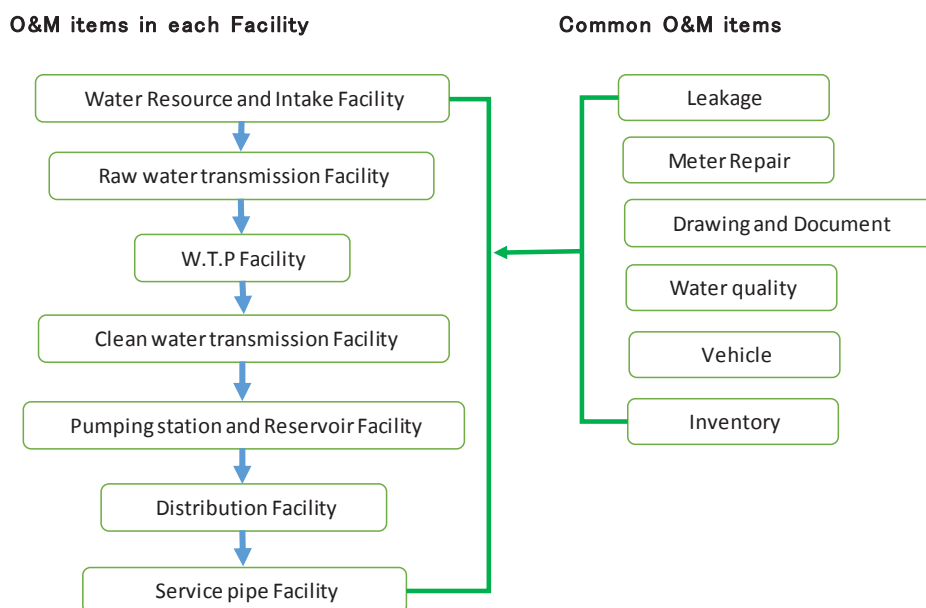 O&M items in each Facility
Common O&M items
Water Resource and Intake Facility
Raw water transmission Facility
W.T.P Facility
Clean water transmission Facility
Pumping station and Reservoir Facility
Distribution Facility
Service pipe Facility
Leakage
Meter Repair
Drawing and Document
Water quality
Vehicle
Inventory